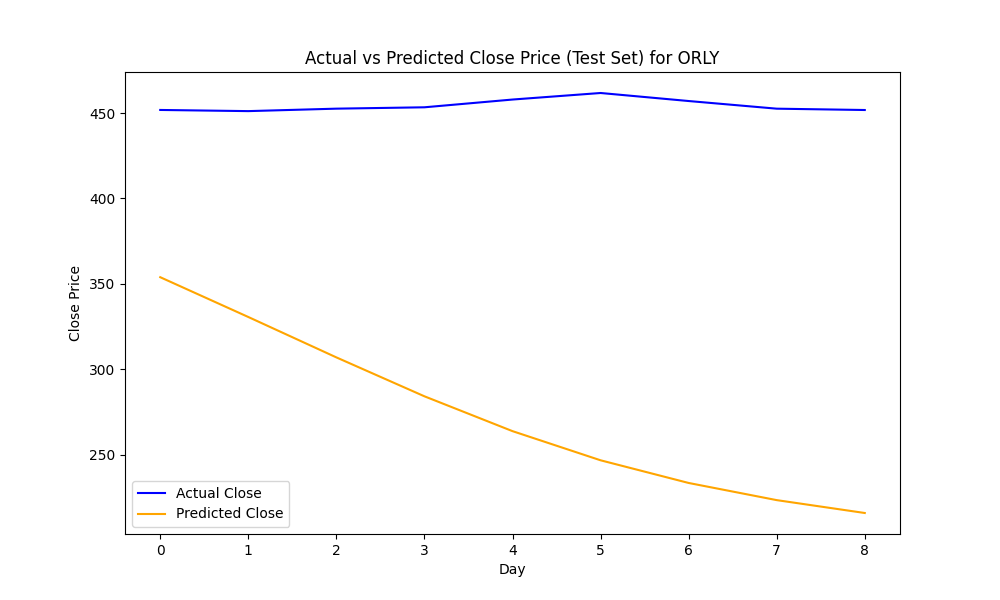 Actual vs Predicted Close Price (Test Set) for ORLY
Close Price
450
400
350
300
250
Actual Close
Predicted Close
0 1 2 3 4 5 6 7 8
Day